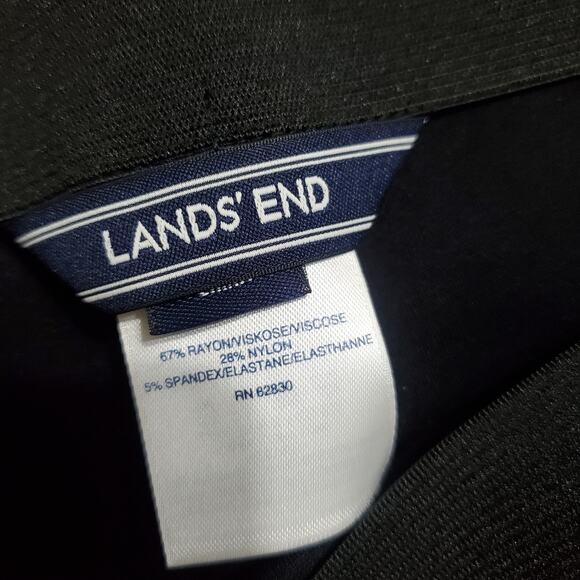 LANDS' END
67% RAYON/VISKOSE/VISCOSE
28% NYLON
5% SPANDEX/ELASTANE/ELASTHANNE
RN 62830